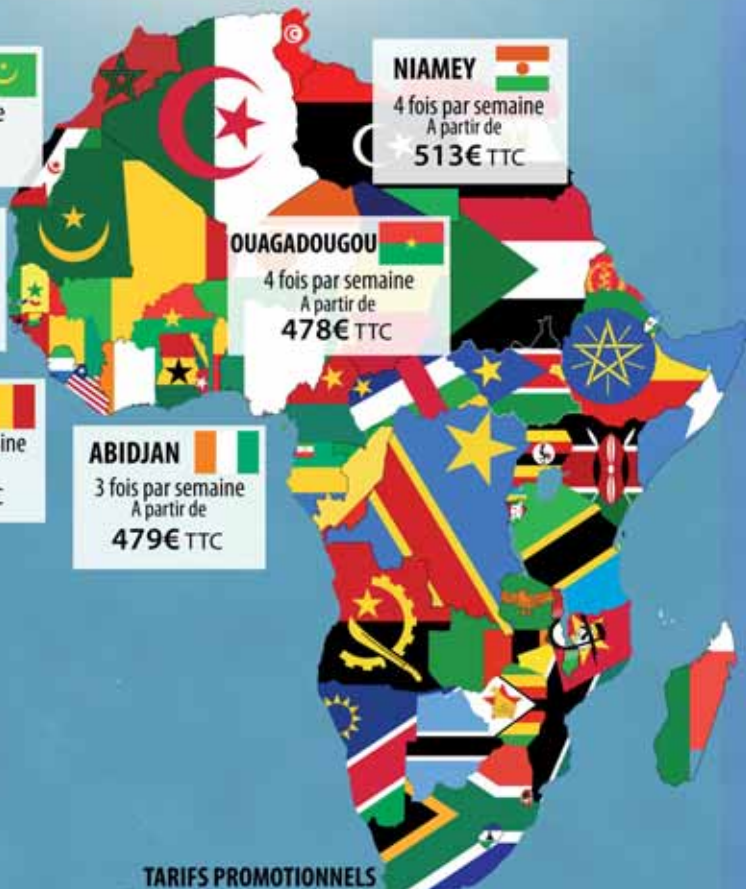 NIAMEY
4 fois par semaine
A partir de
513€ TTC
OUAGADOUGOU
4 fois par semaine
A partir de
478€ TTC
ABIDJAN
3 fois par semaine
A partir de
479€ TTC
TARIFS PROMOTIONNELS